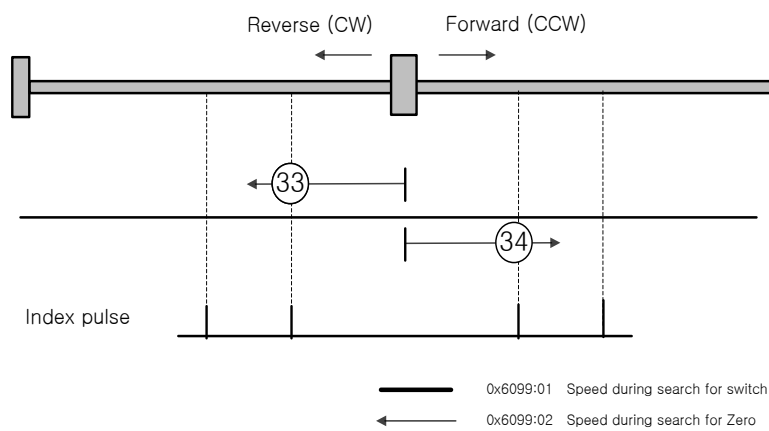 Reverse (CW) Forward (CCW)
33
34
Index pulse
0x6099:01 Speed during search for switch
0x6099:02 Speed during search for Zero